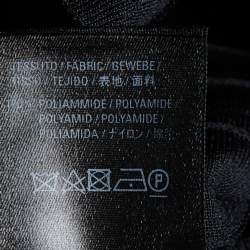 TESSUTO / FABRIC / GEWEBE /
TISSU / TEJIDO / 表地 / 面料
100% POLIAMMIDE / POLYAMIDE
POLYAMID / POLYAMIDE /
POLIAMIDA / ナイロン /
P